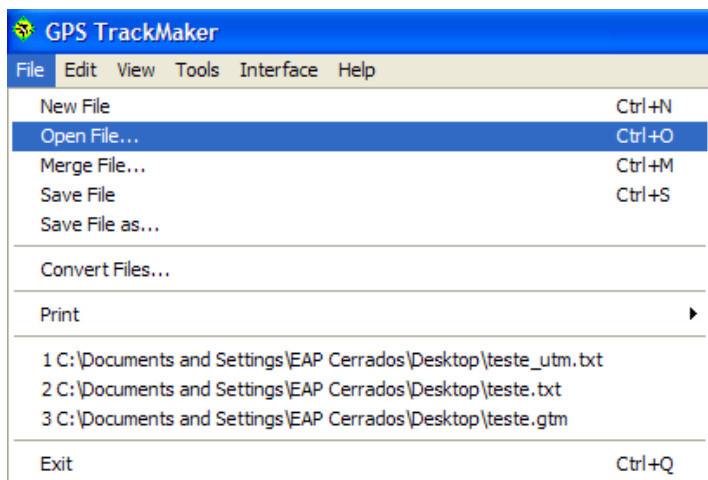 GPS TrackMaker
File Edit View Tools Interface Help
New File Ctrl+N
Open File... Ctrl+O
Merge File... Ctrl+M
Save File Ctrl+S
Save File as...
Convert Files...
Print
1 C:\Documents and Settings\EAP Cerrados\Desktop\teste_utm.txt
2 C:\Documents and Settings\EAP Cerrados\Desktop\teste.txt
3 C:\Documents and Settings\EAP Cerrados\Desktop\teste.gtm
Exit Ctrl+Q